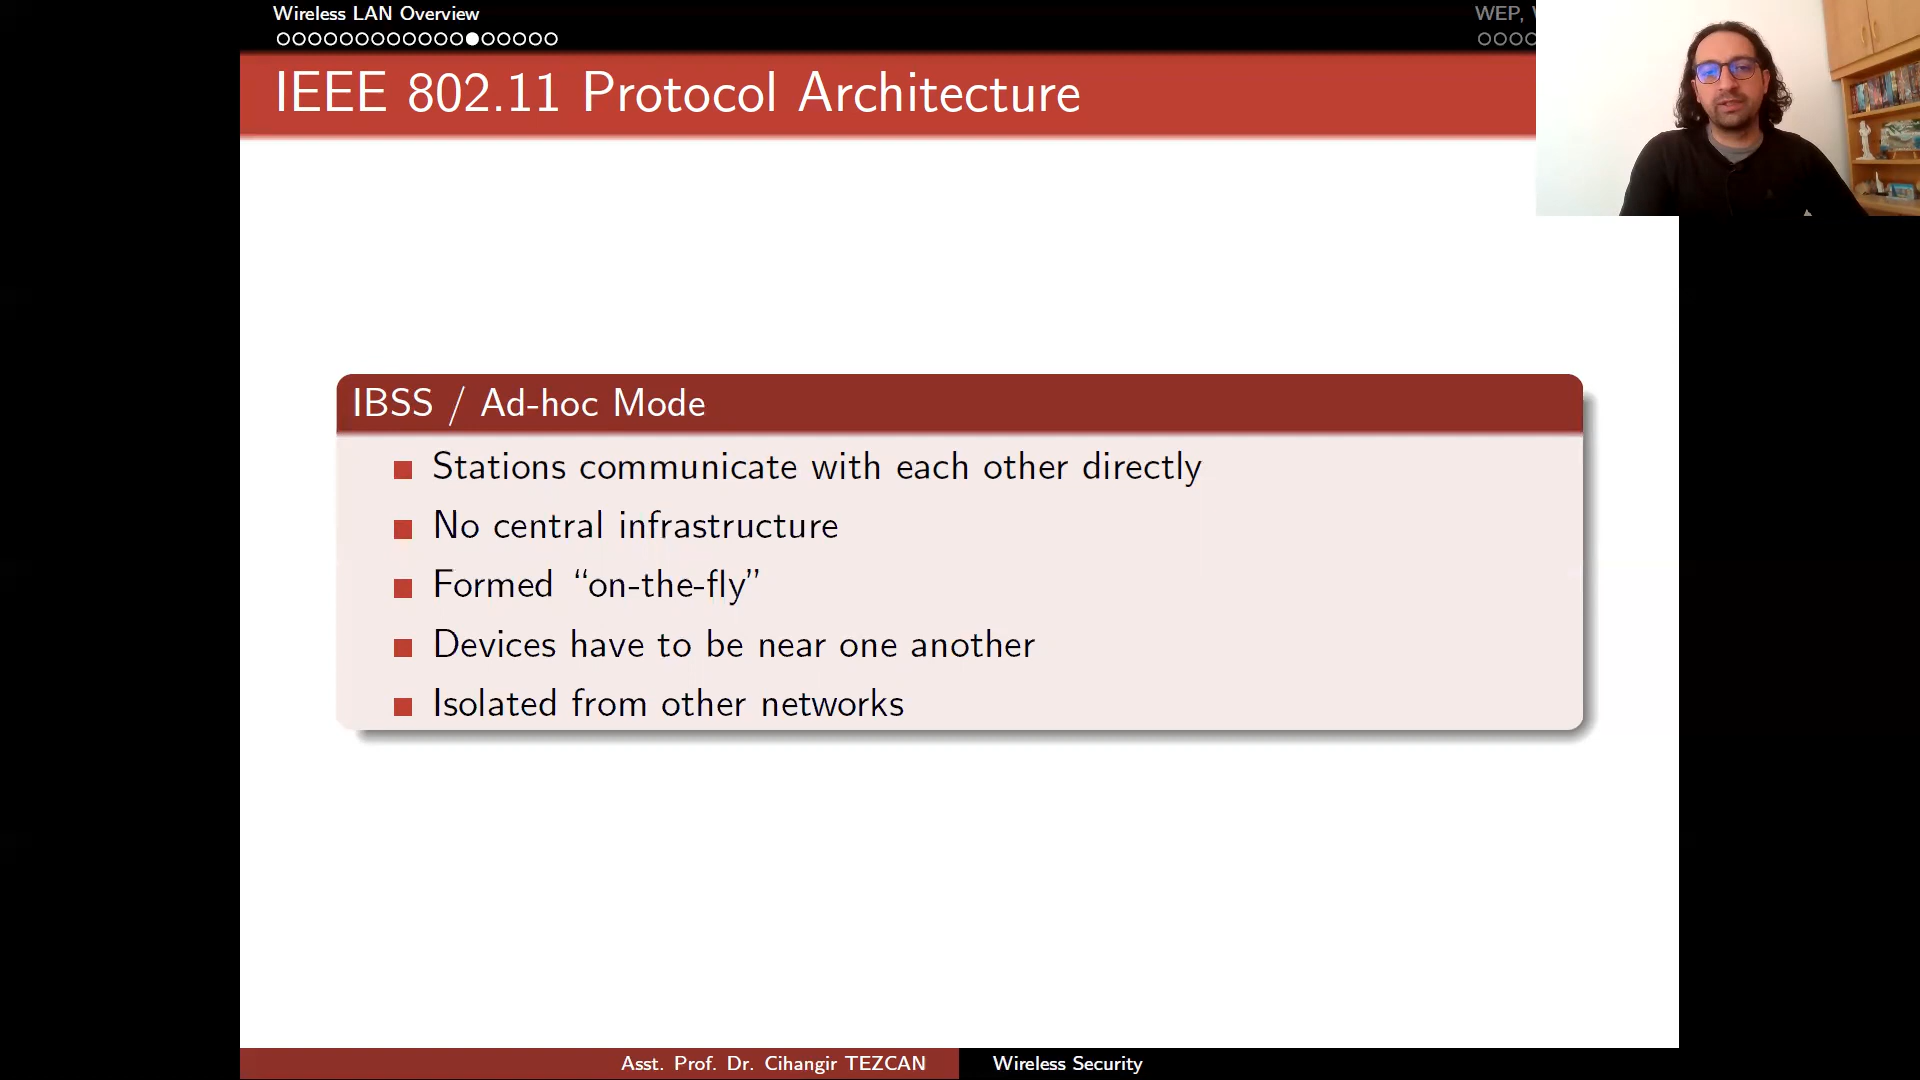 Wireless LAN Overview
WEP,
IEEE 802.11 Protocol Architecture
IBSS / Ad-hoc Mode
Stations communicate with each other directly
No central infrastructure
Formed “on-the-fly”
Devices have to be near one another
Isolated from other networks
Asst. Prof. Dr. Cihangir TEZCAN
Wireless Security